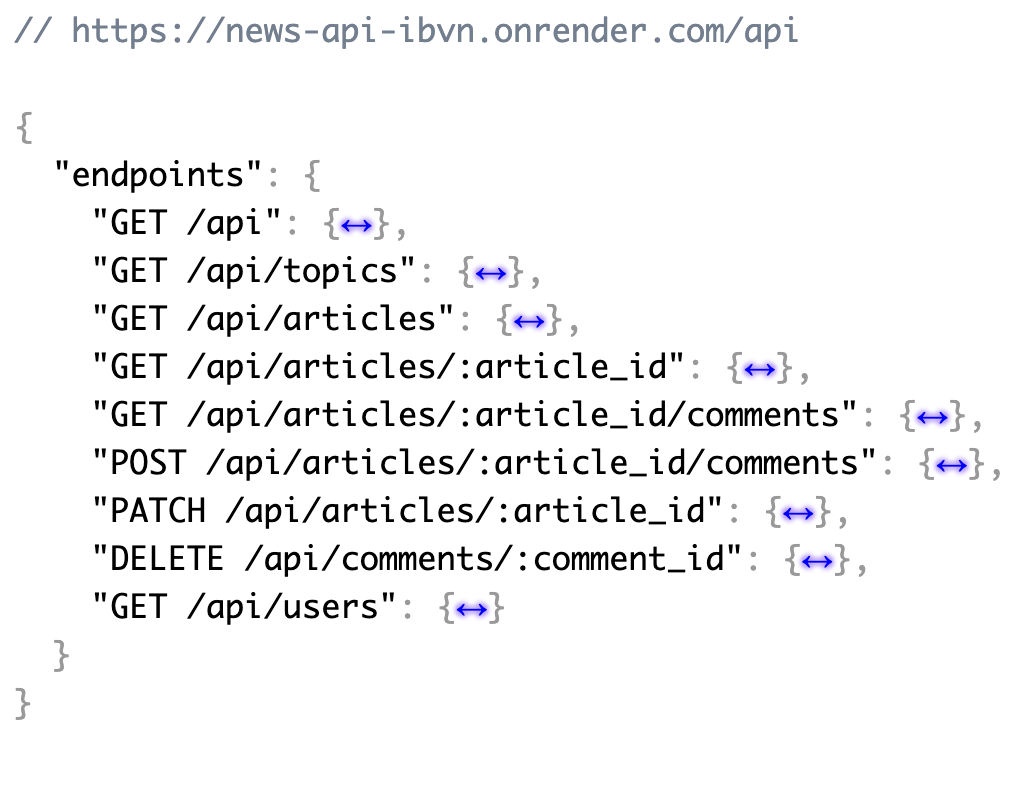 // https://news-api-ibvn.onrender.com/api
{
"endpoints": {
"GET /api": {↔},
"GET /api/topics": {↔},
"GET /api/articles": {↔},
"GET /api/articles/:article_id": {↔},
"GET /api/articles/:article_id/comments": {↔},
"POST /api/articles/:article_id/comments": {↔},
"PATCH /api/articles/:article_id": {↔},
"DELETE /api/comments/:comment_id": {↔},
"GET /api/users": {↔}
}
}